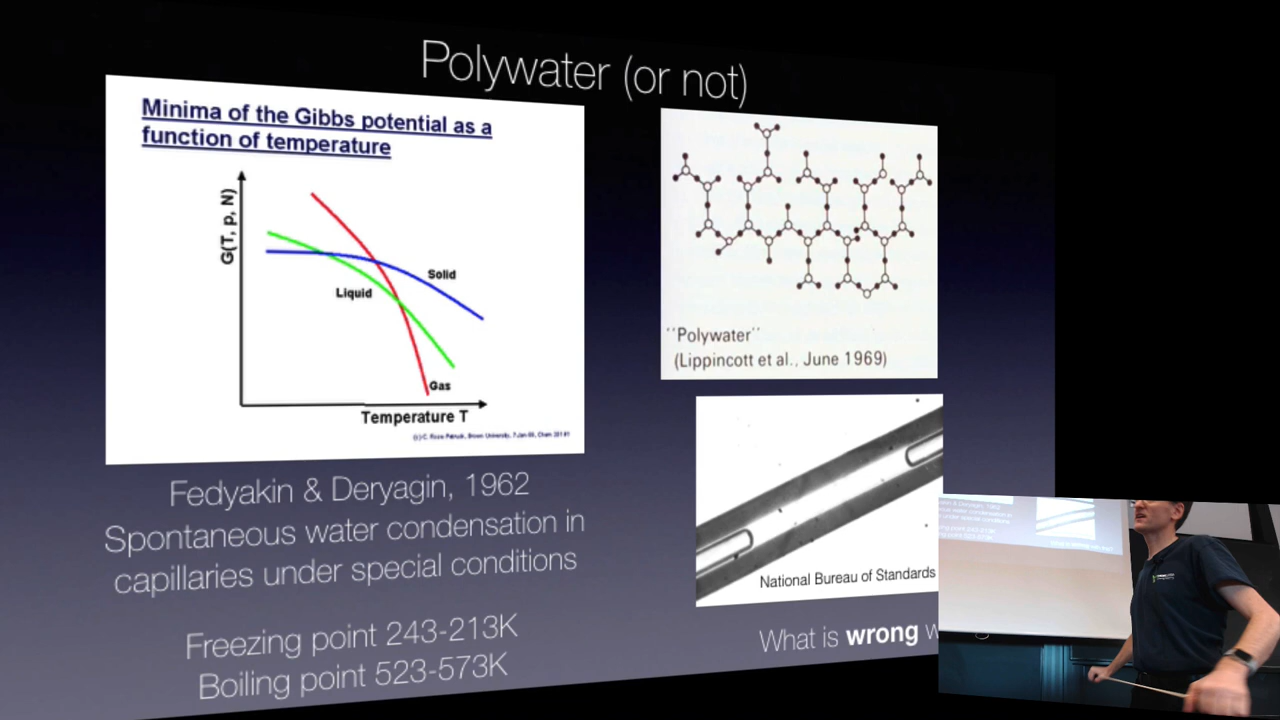 Polywater (or not)
Minima of the Gibbs potential as a
function of temperature
G(T, p, N)
Solid
Liquid
Gas
Temperature T
Fedyakin & Deryagin, 1962
Spontaneous water condensation in
capillaries under special conditions
Freezing point 243-213K
Boiling point 523-573K
"Polywater"
(Lippincott et al., June 1969)
National Bureau of Standards
What is wrong